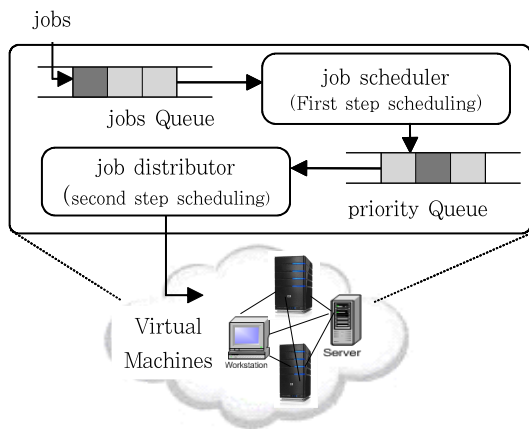 jobs
jobs Queue
job scheduler
(First step scheduling)
job distributor
(second step scheduling)
priority Queue
Virtual
Machines
Workstation
Server